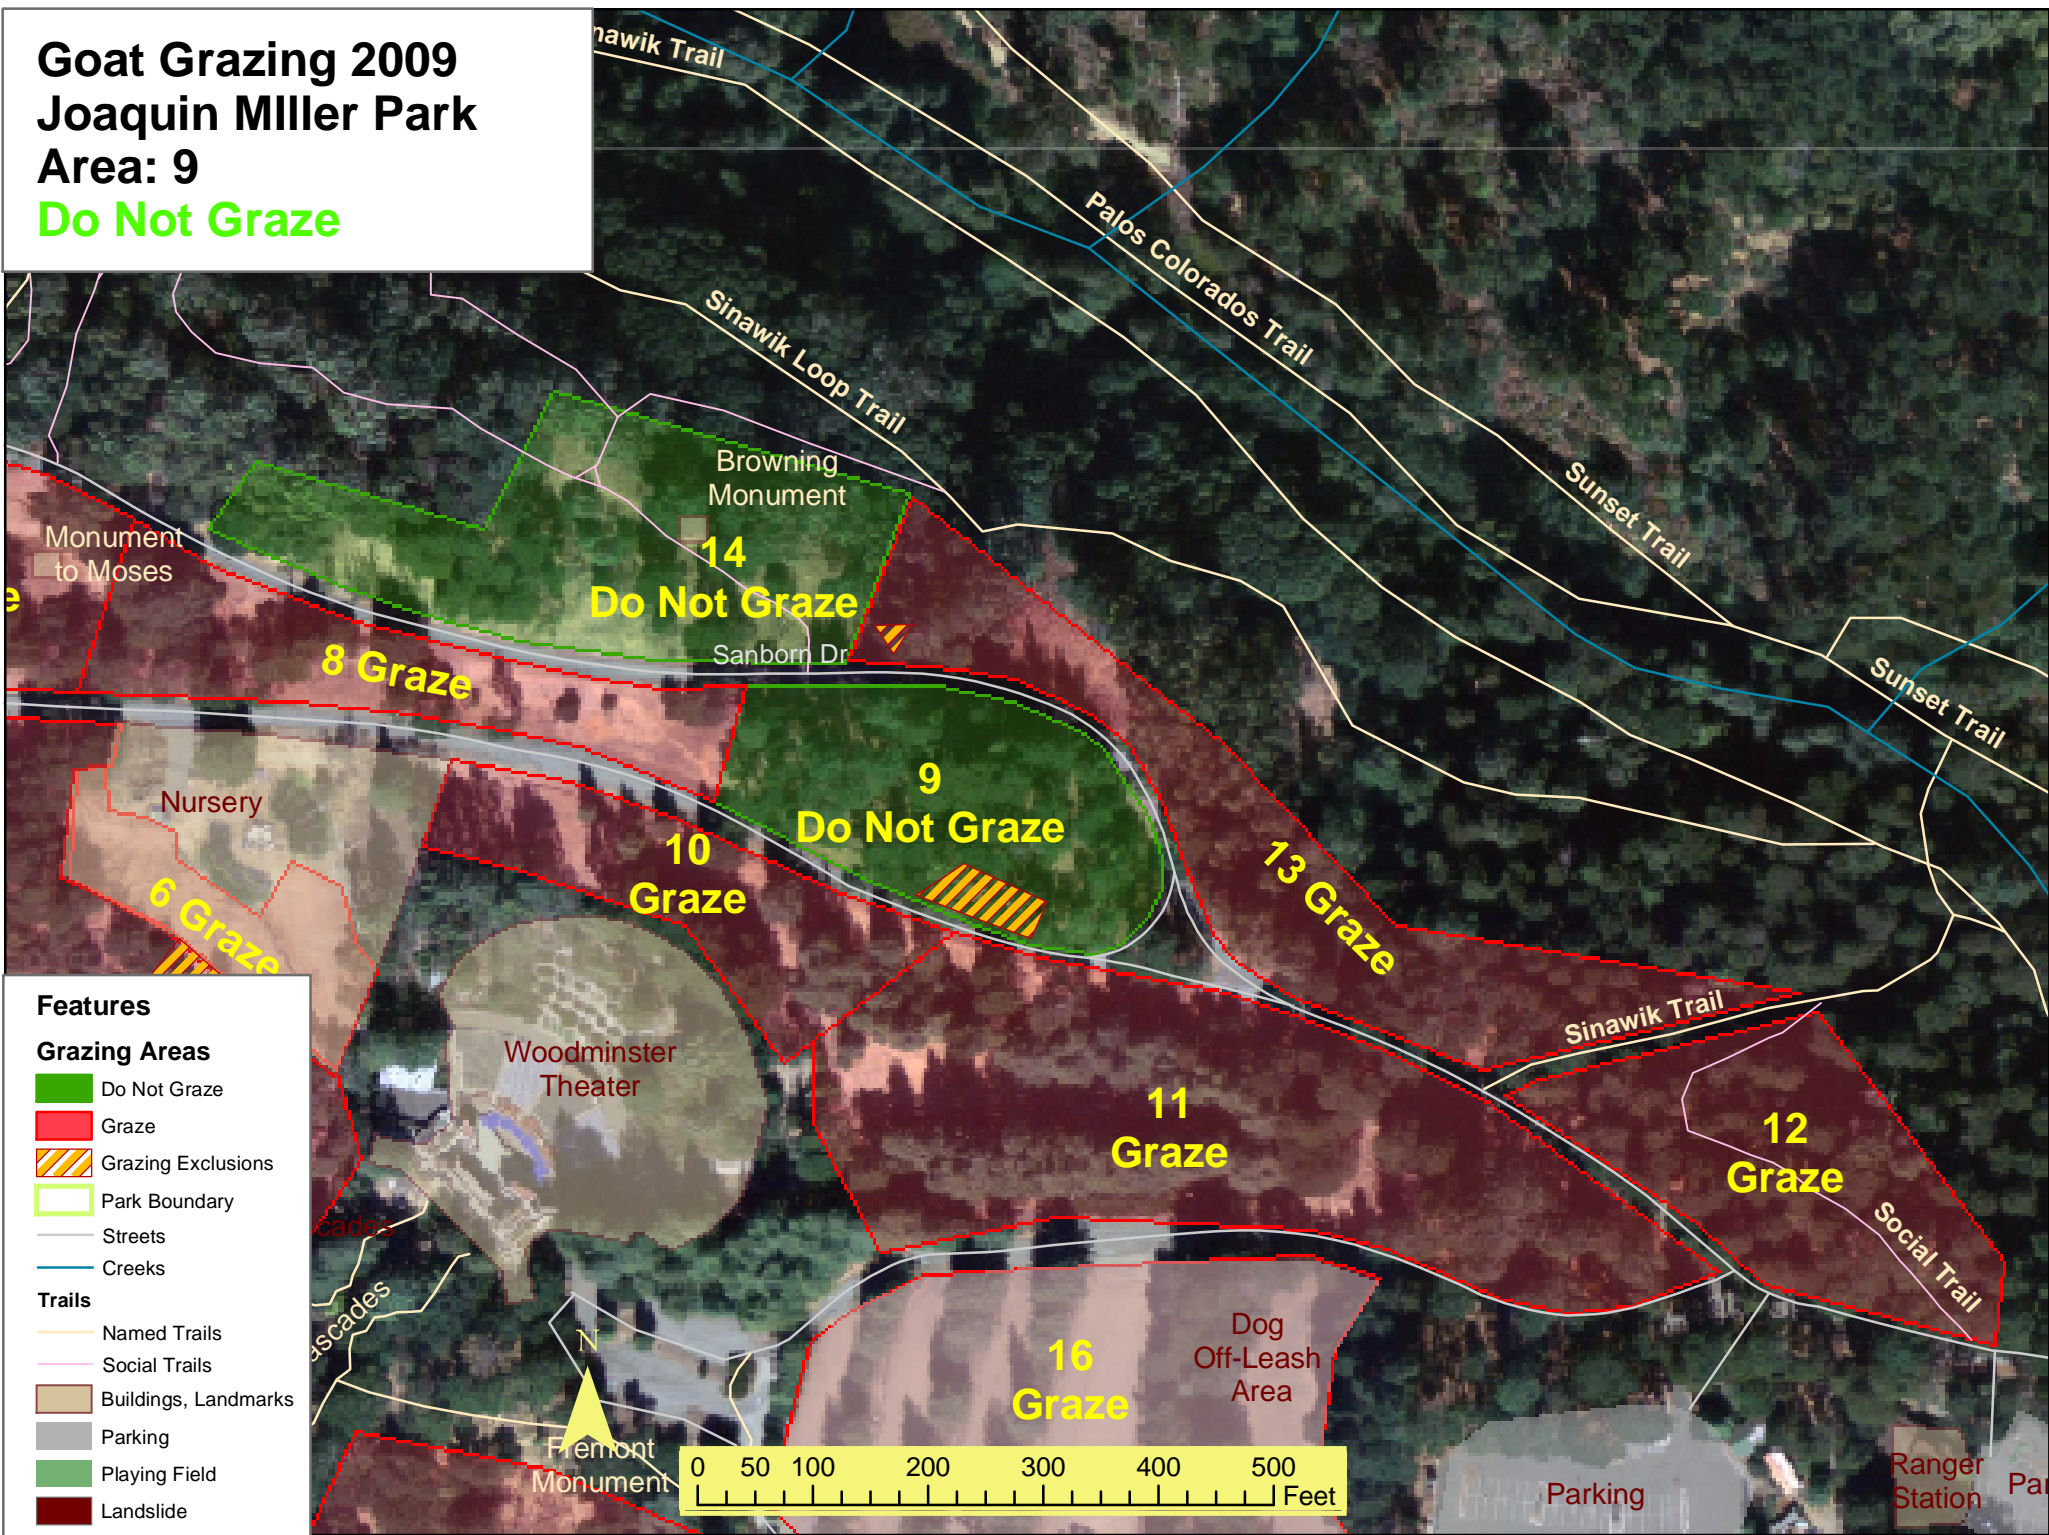 Goat Grazing 2009
Joaquin MIller Park
Area: 9
Do Not Graze
nawik Trail
Palos Colorados Trail
Sinawik Loop Trail
Sunset Trail
Sunset Trail
Browning
Monument
Monument
to Moses
14
Do Not Graze
Sanborn Dr
e
8 Graze
9
Do Not Graze
Nursery
10
Graze
13 Graze
6 Graze
Sinawik Trail
Woodminster
Theater
11
Graze
12
Graze
Social Trail
cades
ascades
Dog
Off-Leash
Area
16
Graze
N
Fremont
Monument
0 50 100 200 300 400 500
Feet
Parking
Ranger
Station
Par
Features
Grazing Areas
Do Not Graze
Graze
Grazing Exclusions
Park Boundary
Streets
Creeks
Trails
Named Trails
Social Trails
Buildings, Landmarks
Parking
Playing Field
Landslide